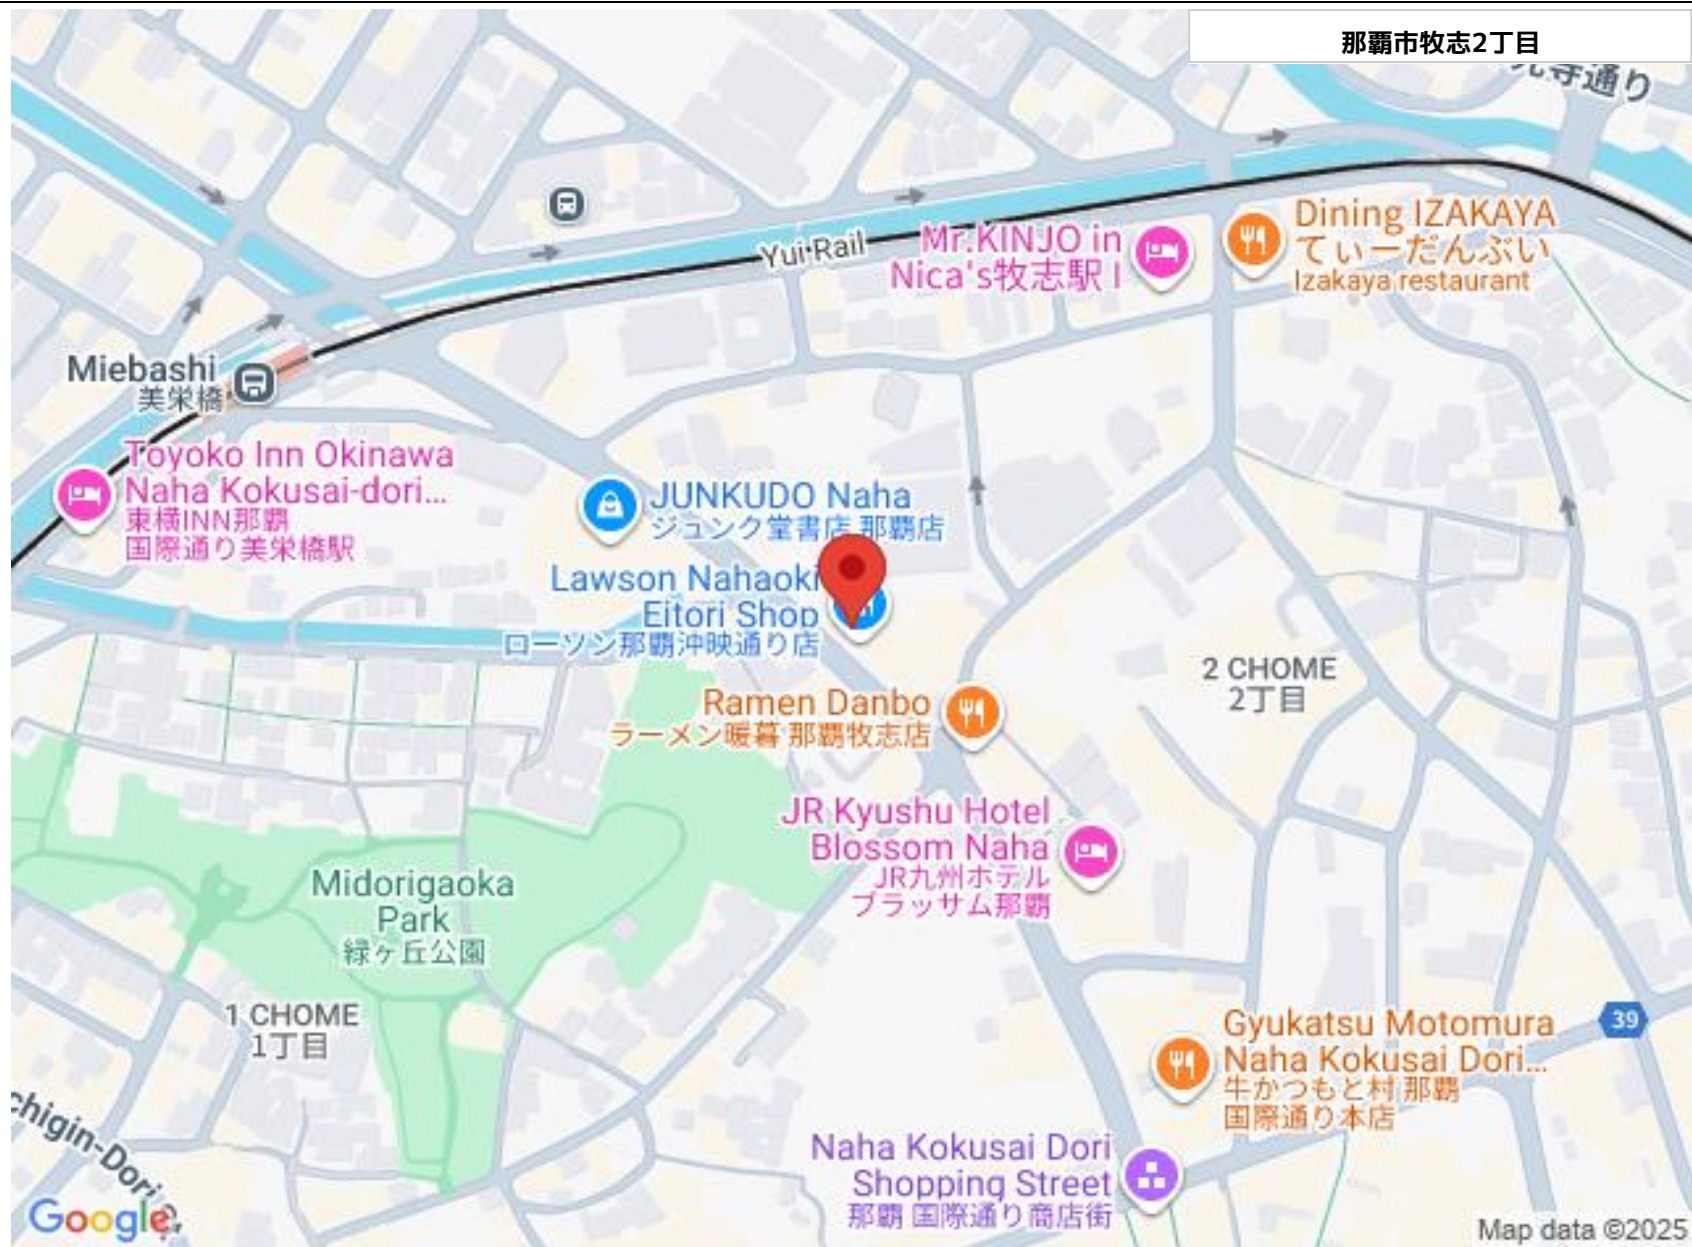 那覇市牧志2丁目
元寺通り
Yui Rail
Mr.KINJO in
Nica's牧志駅 I
Dining IZAKAYA
てぃーだんぶい
Izakaya restaurant
Miebashi
美栄橋
Toyoko Inn Okinawa
Naha Kokusai-dori...
東横INN那覇
国際通り美栄橋駅
JUNKUDO Naha
ジュンク堂書店 那覇店
Lawson Nahaoki
Eitori Shop
ローソン那覇沖映通り店
2 CHOME
2丁目
Ramen Danbo
ラーメン暖暮 那覇牧志店
JR Kyushu Hotel
Blossom Naha
JR九州ホテル
ブラッサム那覇
Midorigaoka
Park
緑ヶ丘公園
1 CHOME
1丁目
Gyukatsu Motomura
Naha Kokusai Dori...
牛かつもと村 那覇
国際通り本店
39
chigin-Dori
Naha Kokusai Dori
Shopping Street
那覇 国際通り商店街
Google
Map data ©2025